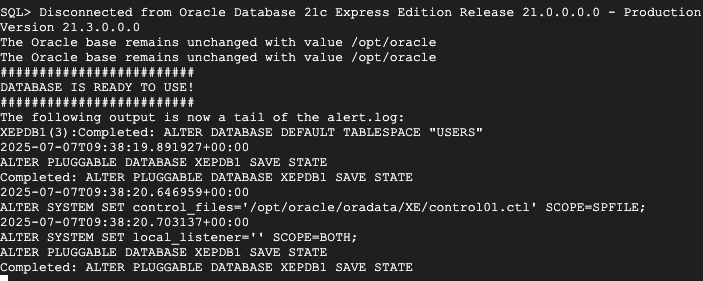 SQL> Disconnected from Oracle Database 21c Express Edition Release 21.0.0.0.0 - Production
Version 21.3.0.0.0
The Oracle base remains unchanged with value /opt/oracle
The Oracle base remains unchanged with value /opt/oracle
#########################
DATABASE IS READY TO USE!
#########################
The following output is now a tail of the alert.log:
XEPDB1(3):Completed: ALTER DATABASE DEFAULT TABLESPACE "USERS"
2025-07-07T09:38:19.891927+00:00
ALTER PLUGGABLE DATABASE XEPDB1 SAVE STATE
Completed: ALTER PLUGGABLE DATABASE XEPDB1 SAVE STATE
2025-07-07T09:38:20.646959+00:00
ALTER SYSTEM SET control_files='/opt/oracle/oradata/XE/control01.ctl' SCOPE=SPFILE;
2025-07-07T09:38:20.703137+00:00
ALTER SYSTEM SET local_listener='' SCOPE=BOTH;
ALTER PLUGGABLE DATABASE XEPDB1 SAVE STATE
Completed: ALTER PLUGGABLE DATABASE XEPDB1 SAVE STATE